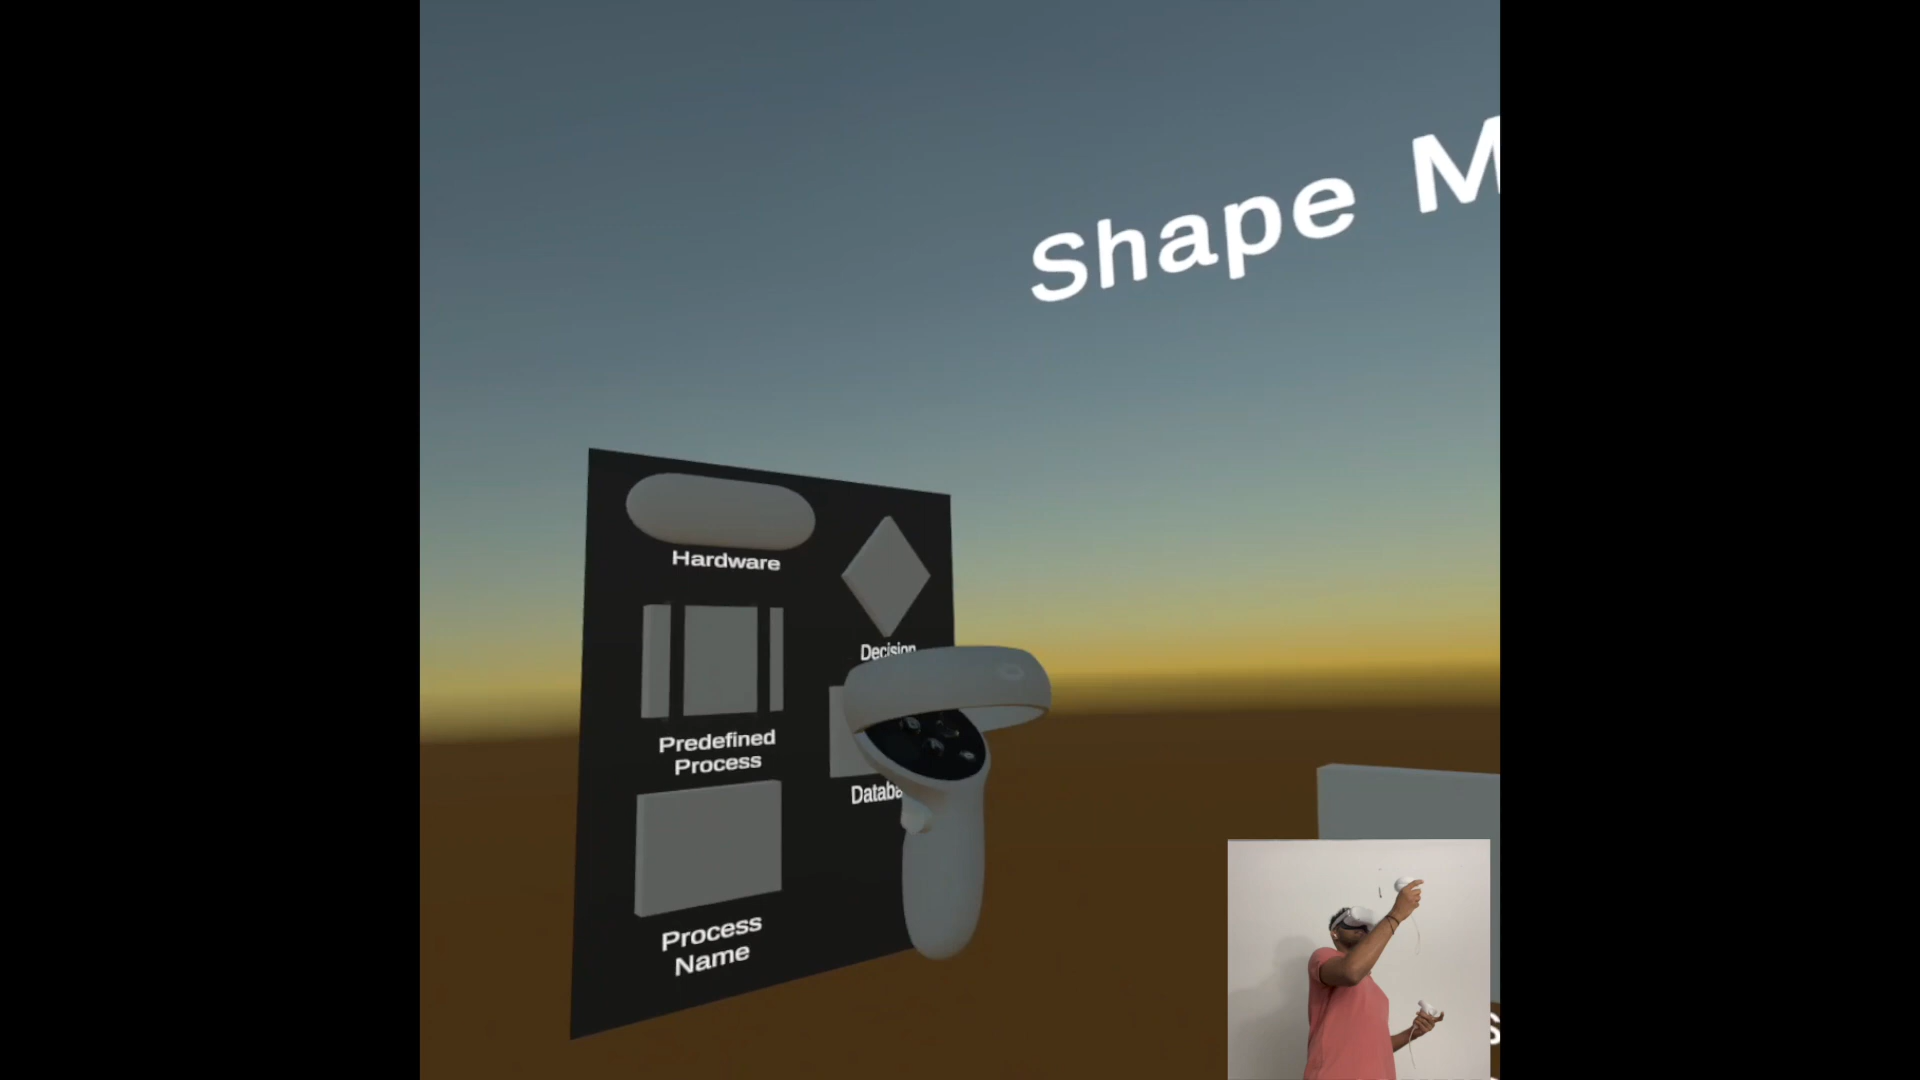 Shape M
Hardware
Decision
Predefined
Process
Databa
Process
Name